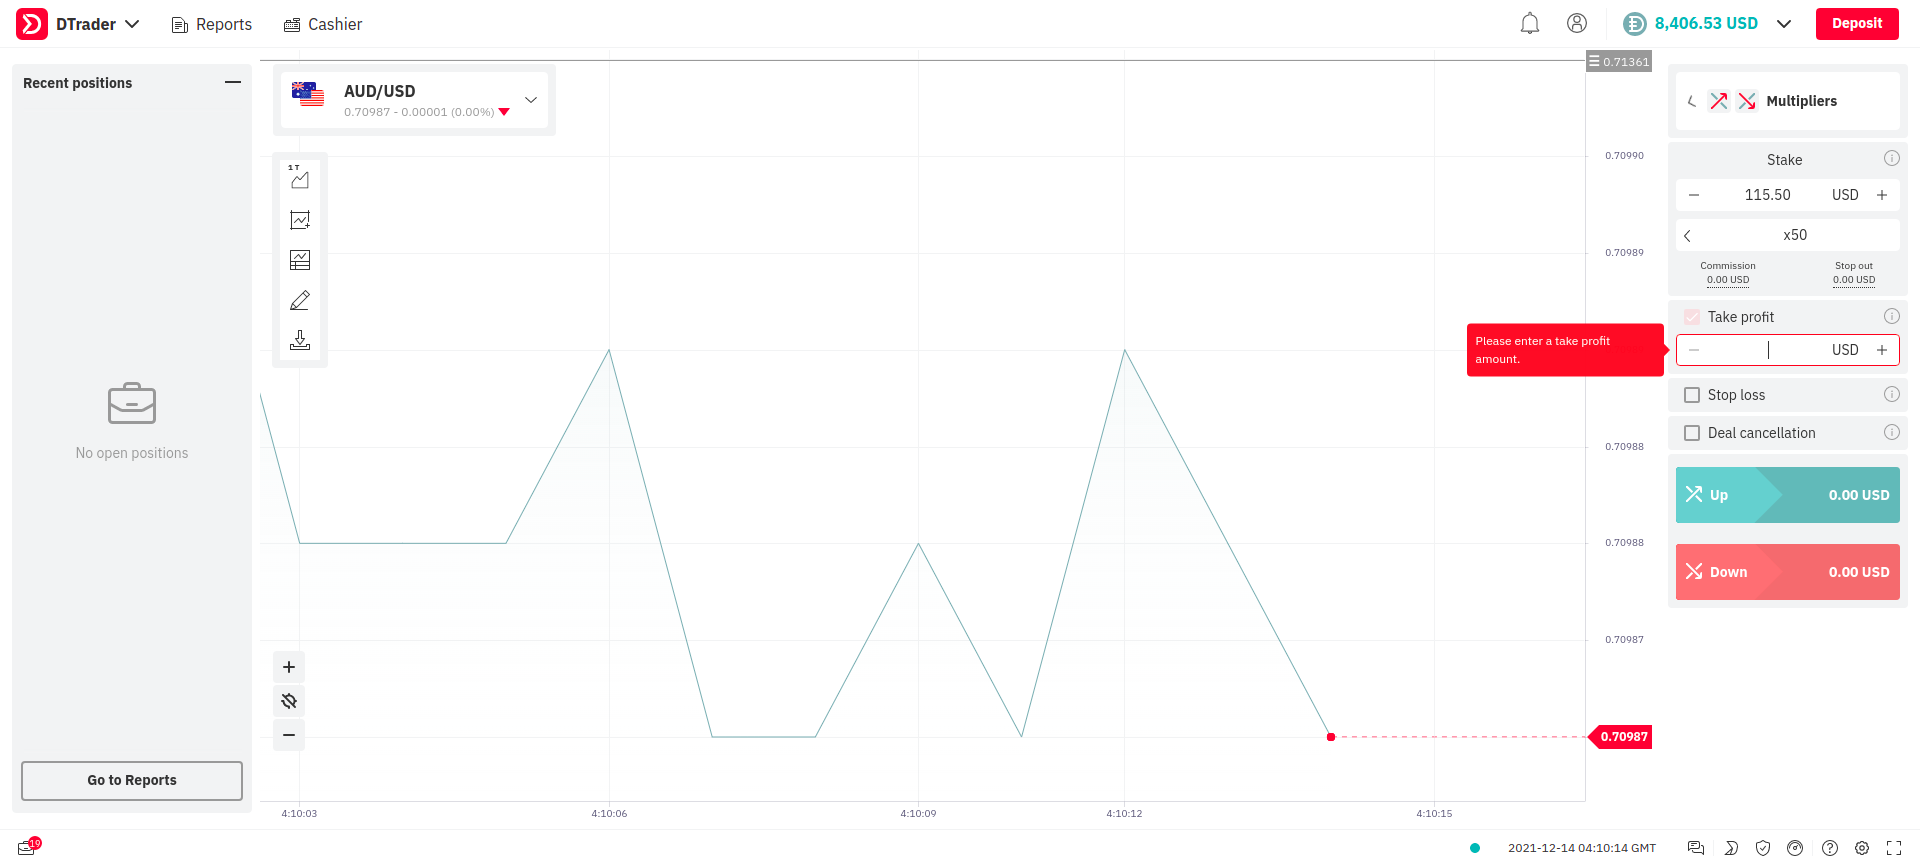 DTrader
Reports
Cashier
8,406.53 USD
Deposit
Recent positions
No open positions
Go to Reports
AUD/USD
0.70987 - 0.00001 (0.00%)
1 T
0.71361
0.70990
0.70989
0.70988
0.70988
0.70987
0.70987
4:10:03
4:10:06
4:10:09
4:10:12
4:10:15
Multipliers
Stake
115.50 USD
x50
Commission
0.00 USD
Stop out
0.00 USD
Take profit
USD
Please enter a take profit
amount.
Stop loss
Deal cancellation
Up 0.00 USD
Down 0.00 USD
19
2021-12-14 04:10:14 GMT